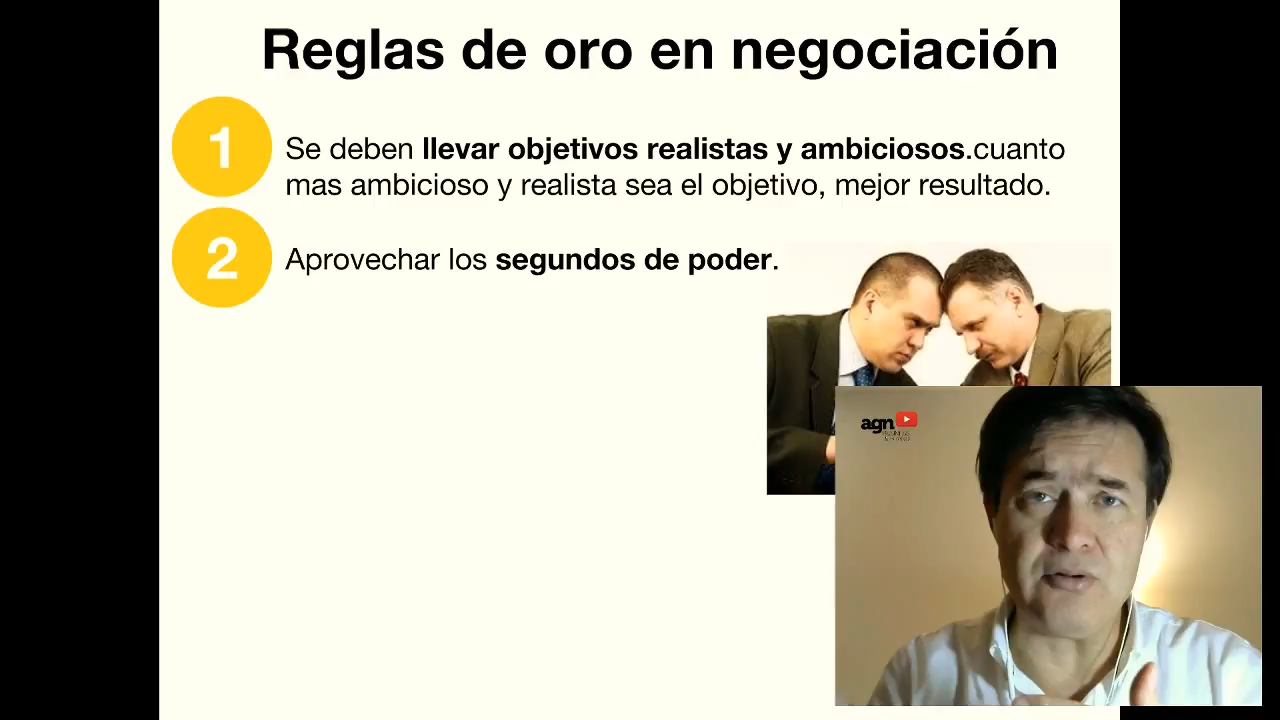 Reglas de oro en negociación
1
Se deben llevar objetivos realistas y ambiciosos.cuanto
mas ambicioso y realista sea el objetivo, mejor resultado.
2
Aprovechar los segundos de poder.
agn